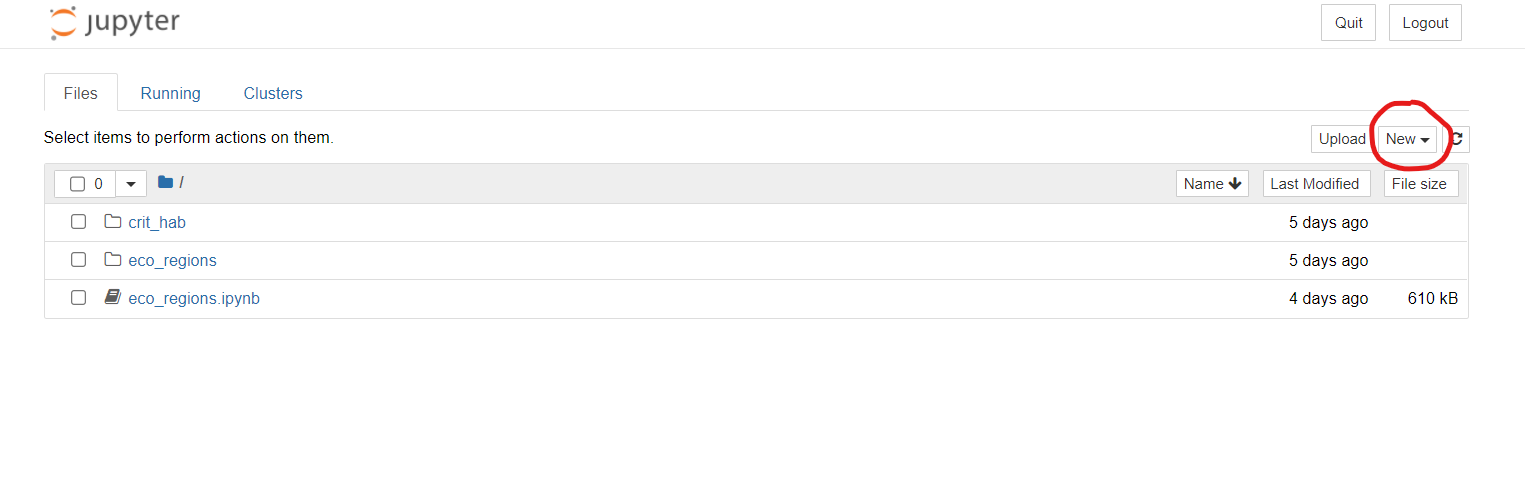 jupyter Quit Logout
Files Running Clusters
Select items to perform actions on them. Upload New
0 / Name Last Modified File size
crit_hab 5 days ago
eco_regions 5 days ago
eco_regions.ipynb 4 days ago 610 kB